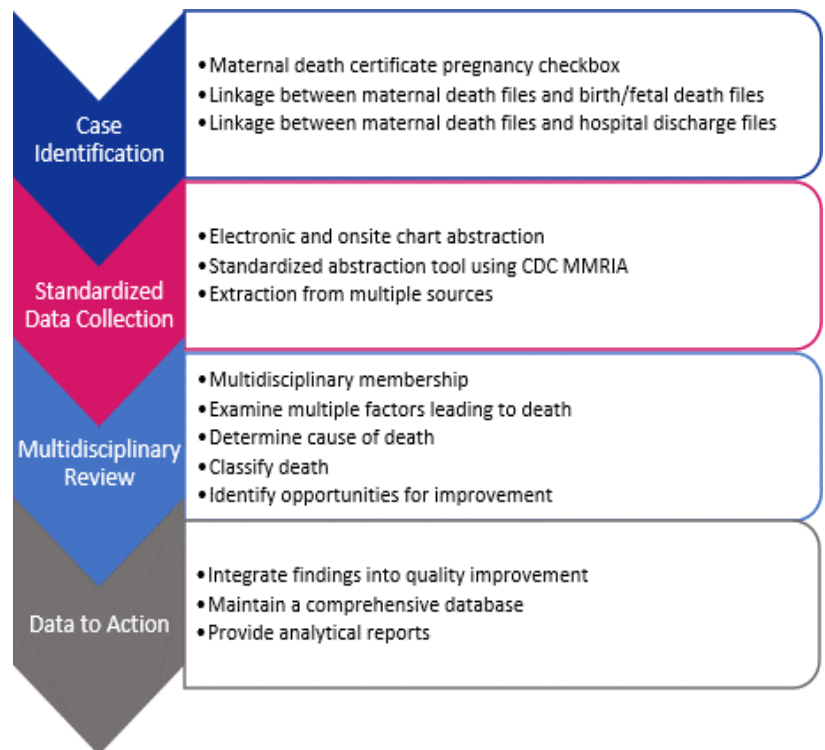 Case
Identification
•Maternal death certificate pregnancy checkbox
•Linkage between maternal death files and birth/fetal death files
•Linkage between maternal death files and hospital discharge files
Standardized
Data Collection
•Electronic and onsite chart abstraction
•Standardized abstraction tool using CDC MMRIA
•Extraction from multiple sources
Multidisciplinary
Review
•Multidisciplinary membership
•Examine multiple factors leading to death
•Determine cause of death
•Classify death
•Identify opportunities for improvement
Data to Action
•Integrate findings into quality improvement
•Maintain a comprehensive database
•Provide analytical reports